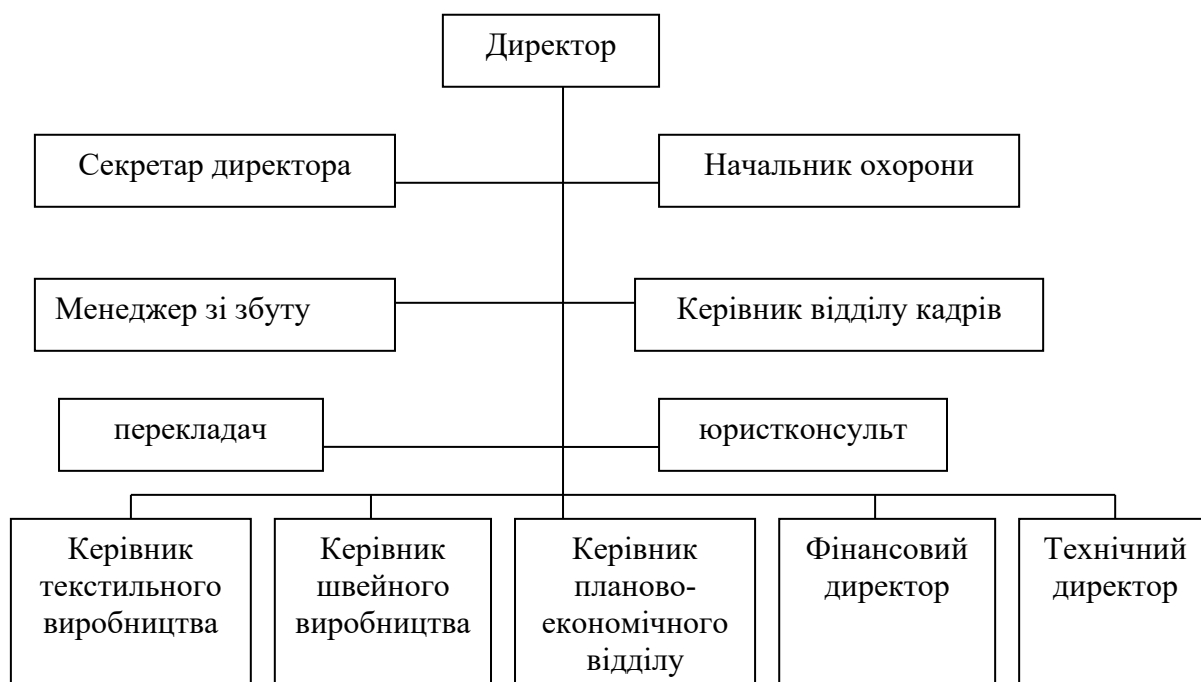 Директор
Секретар директора
Начальник охорони
Менеджер зі збуту
Керівник відділу кадрів
перекладач
юристконсульт
Керівник
текстильного
виробництва
Керівник
швейного
виробництва
Керівник
планово-
економічного
відділу
Фінансовий
директор
Технічний
директор